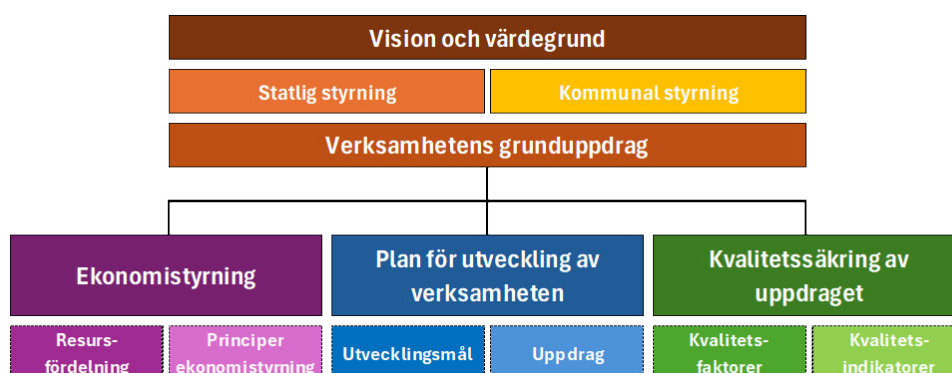 Vision och värdegrund
Statlig styrning
Kommunal styrning
Verksamhetens grunduppdrag
Ekonomistyrning
Plan för utveckling av
verksamheten
Kvalitetssäkring av
uppdraget
Resurs-
fördelning
Principer
ekonomistyrning
Utvecklingsmål
Uppdrag
Kvalitets-
faktorer
Kvalitets-
indikatorer